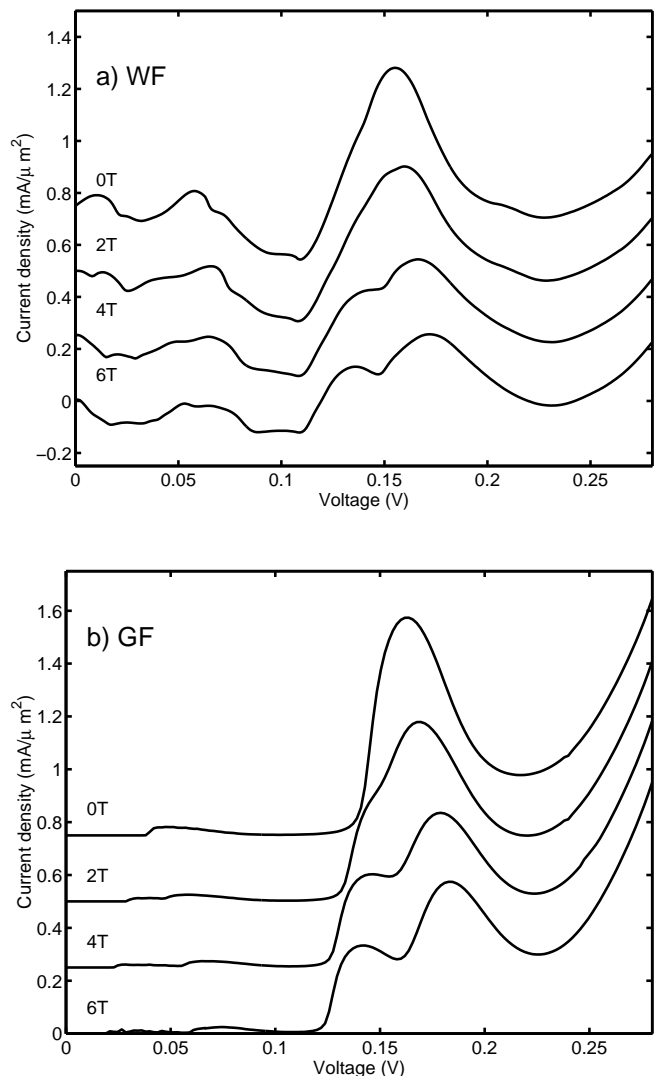 a) WF
1.4
1.2
1
0.8
0.6
0.4
0.2
0
−0.2
Current density (mA/μ m²)
0T
2T
4T
6T
0
0.05
0.1
0.15
0.2
0.25
Voltage (V)
b) GF
1.6
1.4
1.2
1
0.8
0.6
0.4
0.2
0
Current density (mA/μ m²)
0T
2T
4T
6T
0
0.05
0.1
0.15
0.2
0.25
Voltage (V)